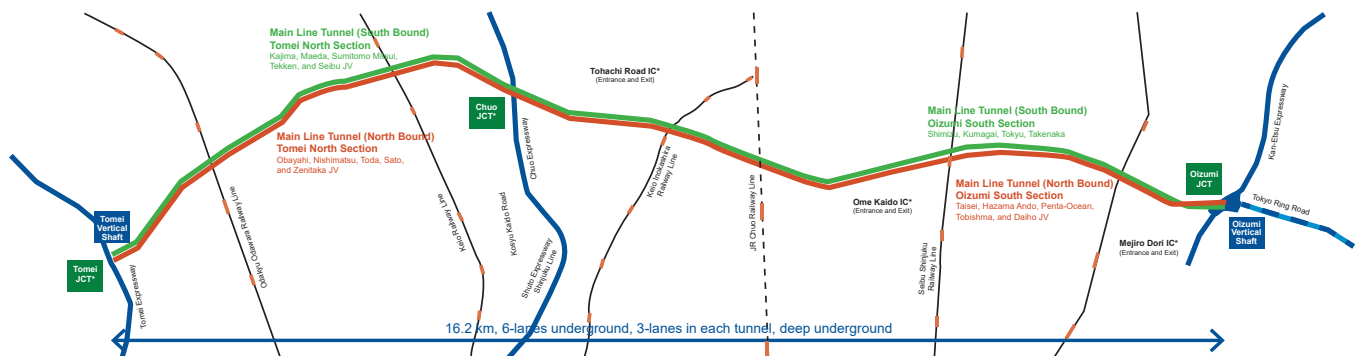 Main Line Tunnel (South Bound)
Tomei North Section
Kajima, Maeda, Sumitomo Mitsui,
Tekken, and Seibu JV
Main Line Tunnel (North Bound)
Tomei North Section
Obayahi, Nishimatsu, Toda, Sato,
and Zenitaka JV
Tomei
Vertical
Shaft
Tomei
JCT*
Tomei Expressway
Odakyu Odawara Railway Line
Keio Railway Line
Chuo
JCT*
Chuo Expressway
Kosyu Kaido Road
Shuto Expressway
Shinjuku Line
Tohachi Road IC*
(Entrance and Exit)
Keio Inokashira
Railway Line
JR Chuo Railway Line
Ome Kaido IC*
(Entrance and Exit)
Main Line Tunnel (South Bound)
Oizumi South Section
Shimizu, Kumagai, Tokyu, Takenaka
Main Line Tunnel (North Bound)
Oizumi South Section
Taisei, Hazama Ando, Penta-Ocean,
Tobishma, and Daiho JV
Seibu Shinjuku
Railway Line
Mejiro Dori IC*
(Entrance and Exit)
Oizumi
JCT
Oizumi
Vertical
Shaft
Kan-Etsu Expressway
Tokyo Ring Road
16.2 km, 6-lanes underground, 3-lanes in each tunnel, deep underground